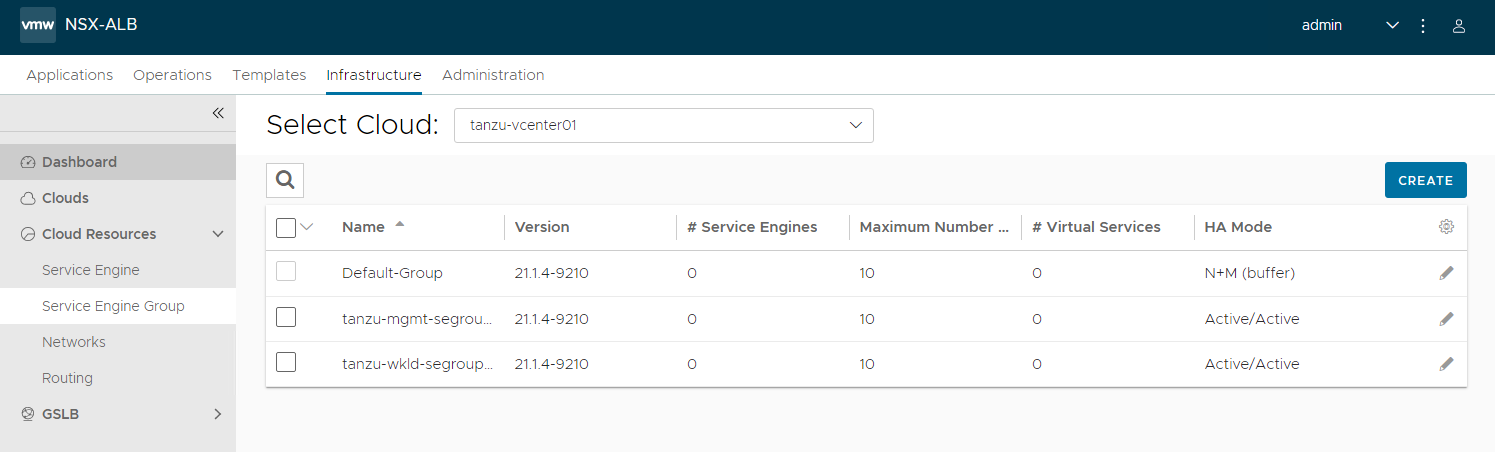 vmw NSX-ALB admin
Applications Operations Templates Infrastructure Administration
Select Cloud: tanzu-vcenter01
Dashboard
Clouds
Cloud Resources
Service Engine
Service Engine Group
Networks
Routing
GSLB
CREATE
Name Version # Service Engines Maximum Number ... # Virtual Services HA Mode
Default-Group 21.1.4-9210 0 10 0 N+M (buffer)
tanzu-mgmt-segrou... 21.1.4-9210 0 10 0 Active/Active
tanzu-wkld-segroup... 21.1.4-9210 0 10 0 Active/Active